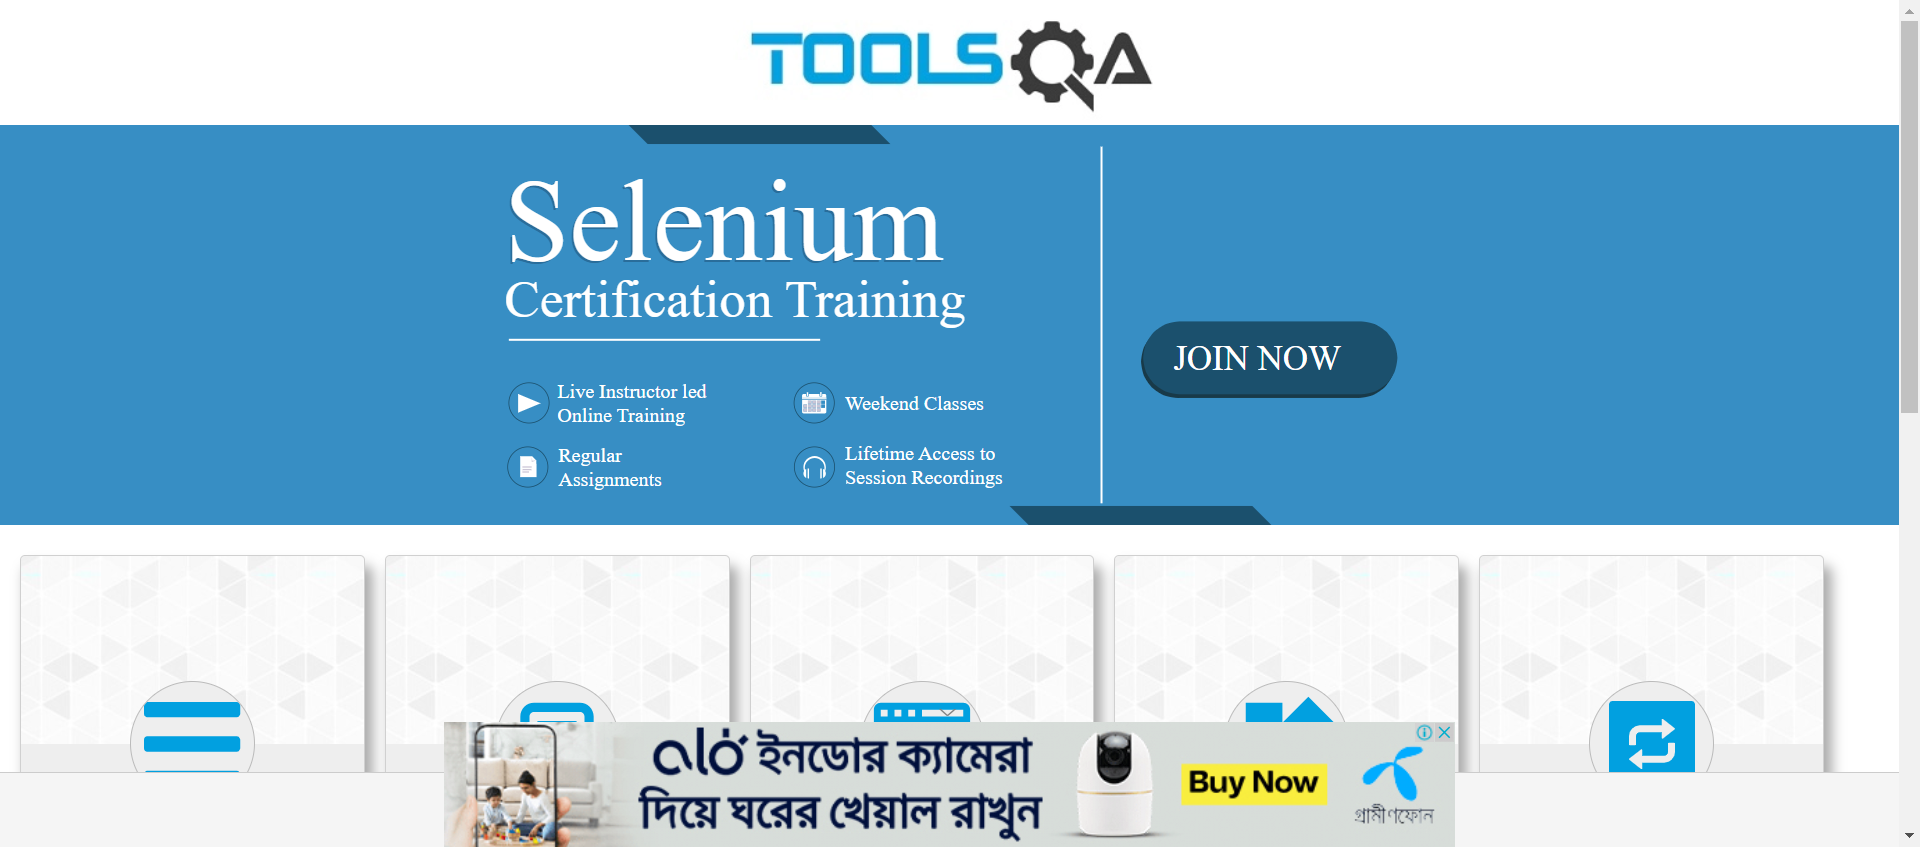 TOOLSQA
Selenium
Certification Training
JOIN NOW
Live Instructor led
Online Training
Weekend Classes
Regular
Assignments
Lifetime Access to
Session Recordings
alo ইনডোর ক্যামেরা
দিয়ে ঘরের খেয়াল রাখুন
Buy Now
গ্রামীণফোন